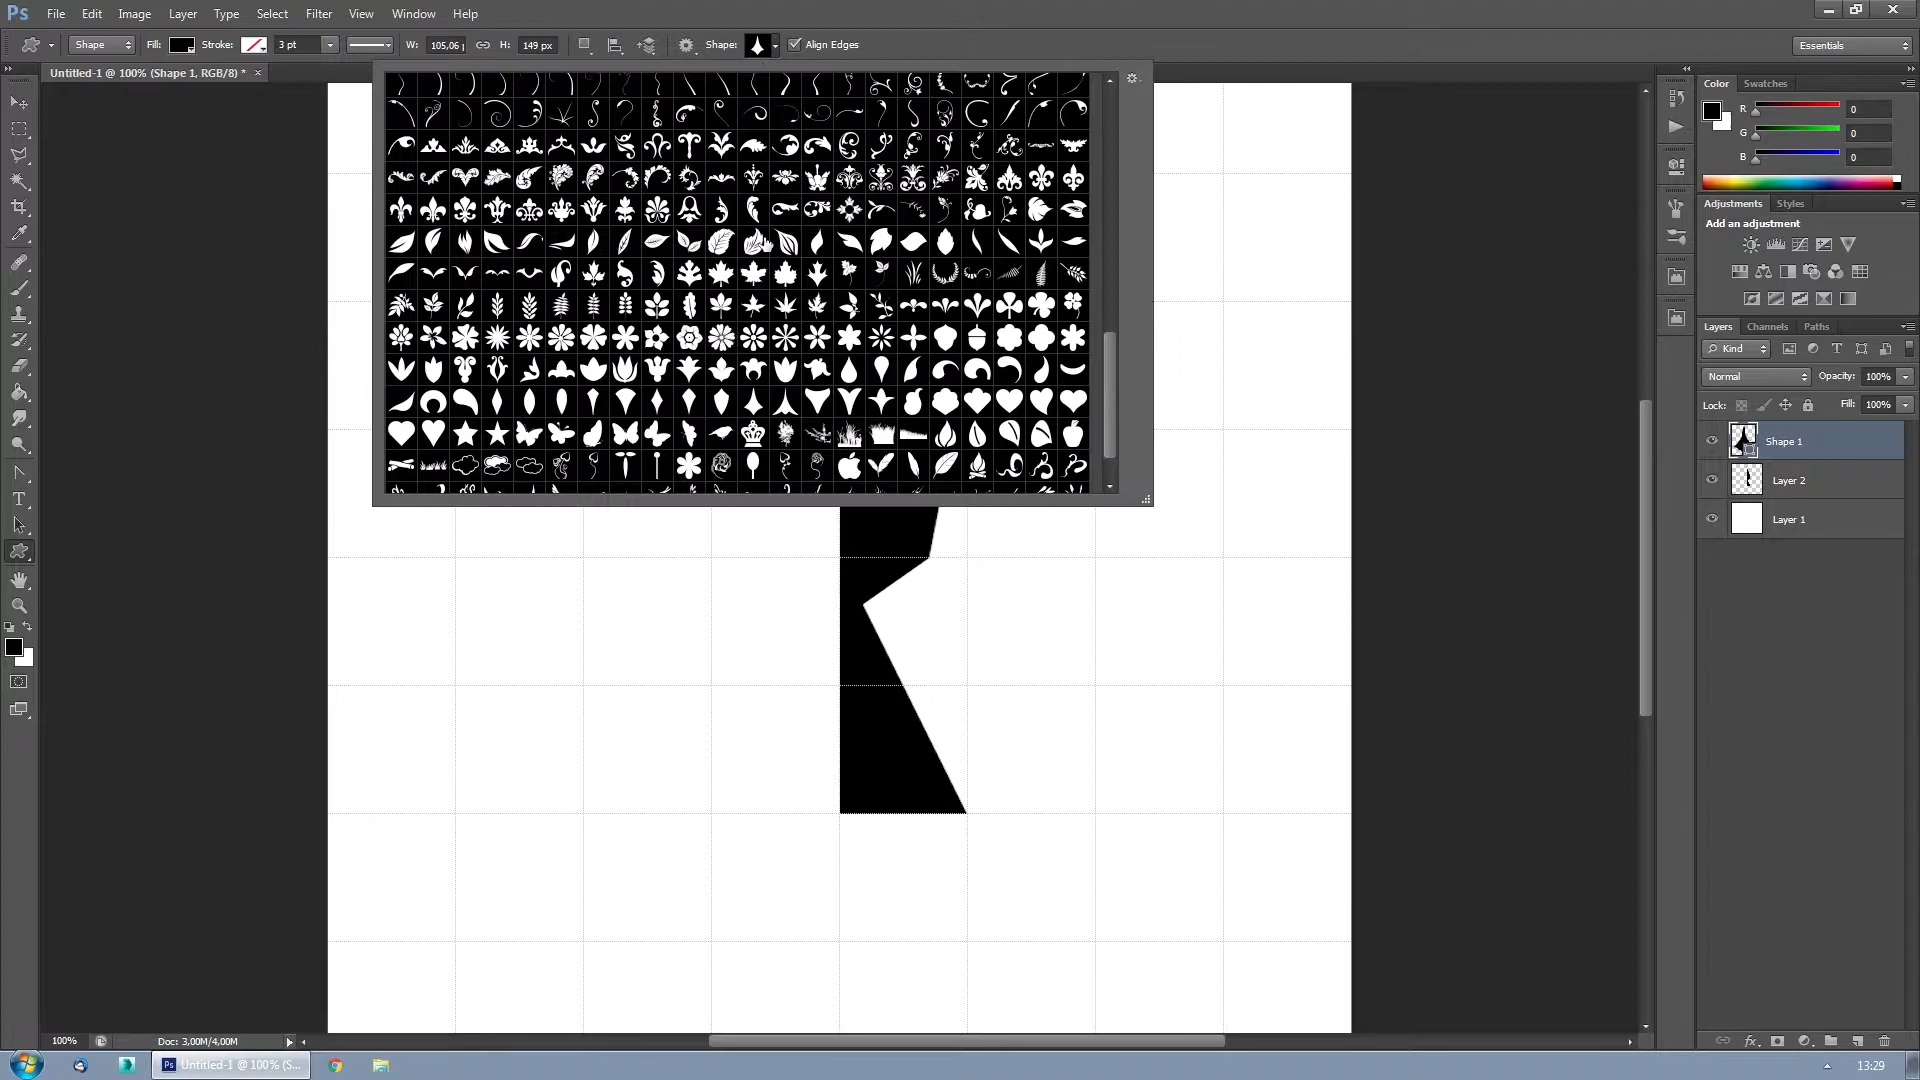 Ps File Edit Image Layer Type Select Filter View Window Help
Shape Fill: Stroke: 3 pt W: 105,06 H: 149 px Shape: Align Edges Essentials
Untitled-1 @ 100% (Shape 1, RGB/8) * ×
Color Swatches
R 0
G 0
B 0
Adjustments Styles
Add an adjustment
Layers Channels Paths
Kind
Normal Opacity: 100%
Lock: Fill: 100%
Shape 1
Layer 2
Layer 1
T
fx
100% Doc: 3,00M/4,00M
Ps Untitled-1 @ 100% (S... 13:29